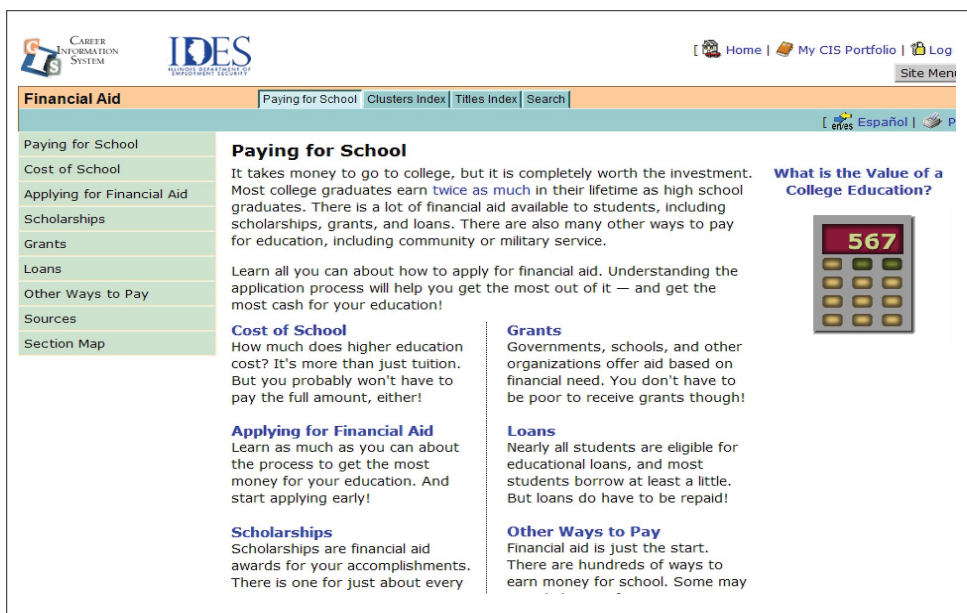 CAREER
INFORMATION
SYSTEM
IDES
ILLINOIS DEPARTMENT OF
EMPLOYMENT SECURITY
[ Home | My CIS Portfolio | Log
Site Menu
Financial Aid
Paying for School Clusters Index Titles Index Search
[ en/es Español | P
Paying for School
Cost of School
Applying for Financial Aid
Scholarships
Grants
Loans
Other Ways to Pay
Sources
Section Map
Paying for School
It takes money to go to college, but it is completely worth the investment.
Most college graduates earn twice as much in their lifetime as high school
graduates. There is a lot of financial aid available to students, including
scholarships, grants, and loans. There are also many other ways to pay
for education, including community or military service.
Learn all you can about how to apply for financial aid. Understanding the
application process will help you get the most out of it — and get the
most cash for your education!
Cost of School
How much does higher education
cost? It's more than just tuition.
But you probably won't have to
pay the full amount, either!
Applying for Financial Aid
Learn as much as you can about
the process to get the most
money for your education. And
start applying early!
Scholarships
Scholarships are financial aid
awards for your accomplishments.
There is one for just about every
Grants
Governments, schools, and other
organizations offer aid based on
financial need. You don't have to
be poor to receive grants though!
Loans
Nearly all students are eligible for
educational loans, and most
students borrow at least a little.
But loans do have to be repaid!
Other Ways to Pay
Financial aid is just the start.
There are hundreds of ways to
earn money for school. Some may
What is the Value of a
College Education?
567